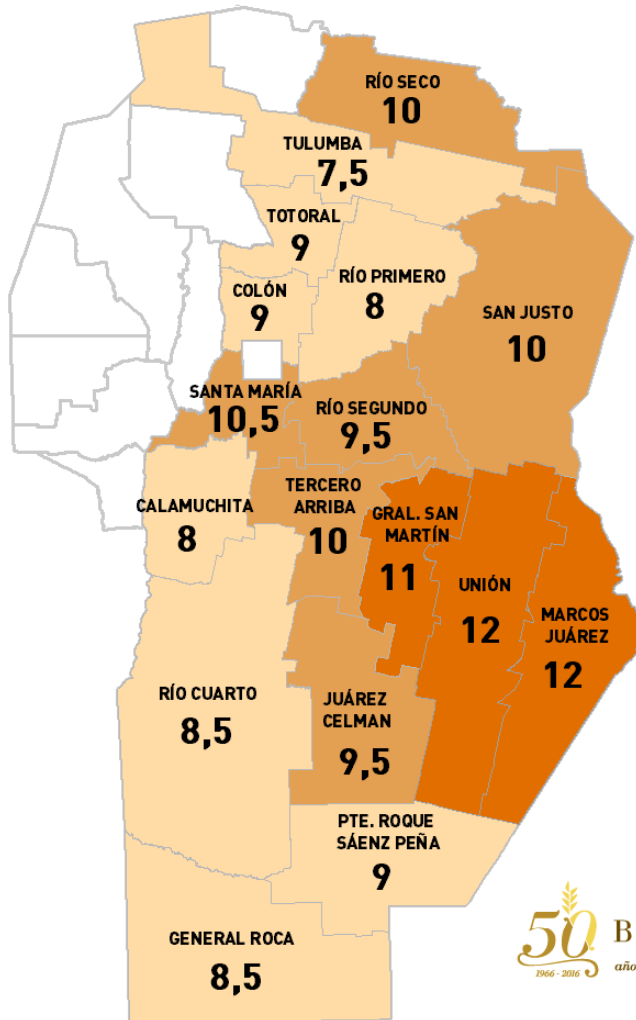 RÍO SECO
10
TULUMBA
7,5
TOTORAL
9
RÍO PRIMERO
8
COLÓN
9
SAN JUSTO
10
SANTA MARÍA
10,5
RÍO SEGUNDO
9,5
CALAMUCHITA
8
TERCERO
ARRIBA
10
GRAL. SAN
MARTÍN
11
UNIÓN
12
MARCOS
JUÁREZ
12
RÍO CUARTO
8,5
JUÁREZ
CELMAN
9,5
PTE. ROQUE
SÁENZ PEÑA
9
GENERAL ROCA
8,5
50
1966 - 2016
B
año